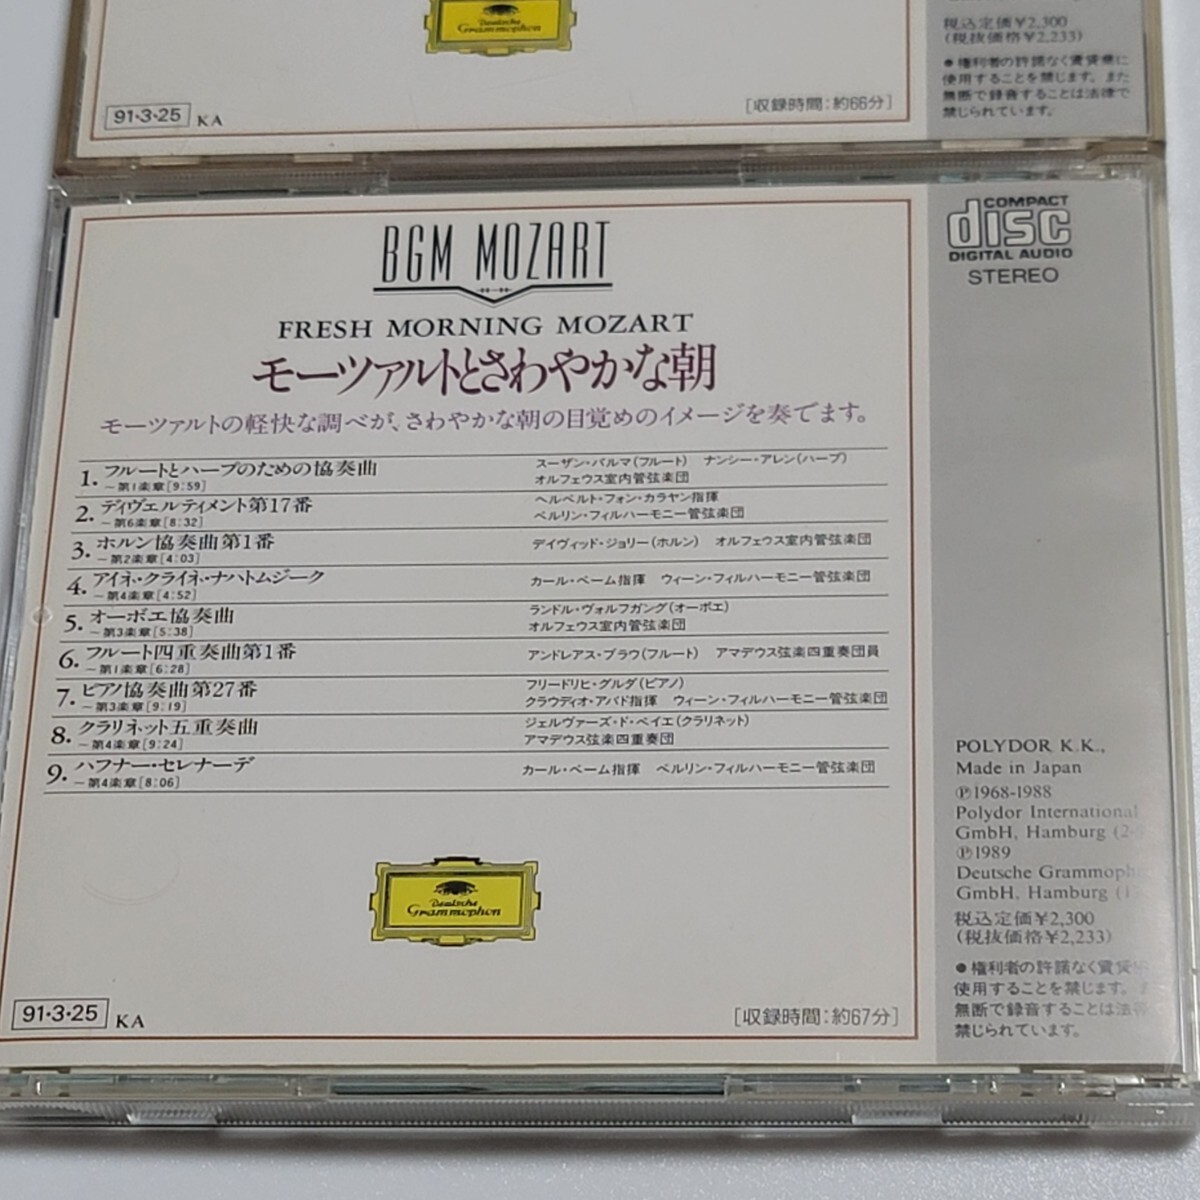 Deutsche
Grammophon
税込定価¥2,300
(税抜価格¥2,233)
●権利者の許諾なく賃貸業に
使用することを禁じます。また
無断で録音することは法律で
禁じられています。
91・3・25 KA
[収録時間:約66分]
BGM MOZART
FRESH MORNING MOZART
モーツァルトとさわやかな朝
モーツァルトの軽快な調べが、さわやかな朝の目覚めのイメージを奏でます。
1. フルートとハープのための協奏曲
〜第1楽章[9:59]
スーザン・パルマ(フルート) ナンシー・アレン(ハープ)
オルフェウス室内管弦楽団
2. ディヴェルティメント第17番
〜第6楽章[8:32]
ヘルベルト・フォン・カラヤン指揮
ベルリン・フィルハーモニー管弦楽団
3. ホルン協奏曲第1番
〜第2楽章[4:03]
デイヴィッド・ジョリー(ホルン) オルフェウス室内管弦楽団
4. アイネ・クライネ・ナハトムジーク
〜第4楽章[4:52]
カール・ベーム指揮 ウィーン・フィルハーモニー管弦楽団
5. オーボエ協奏曲
〜第3楽章[5:38]
ランドル・ヴォルフガング(オーボエ)
オルフェウス室内管弦楽団
6. フルート四重奏曲第1番
〜第1楽章[6:28]
アンドレアス・ブラウ(フルート) アマデウス弦楽四重奏団員
7. ピアノ協奏曲第27番
〜第3楽章[9:19]
フリードリヒ・グルダ(ピアノ)
クラウディオ・アバド指揮 ウィーン・フィルハーモニー管弦楽団
8. クラリネット五重奏曲
〜第4楽章[9:24]
ジェルヴァーズ・ド・ペイエ(クラリネット)
アマデウス弦楽四重奏団
9. ハフナー・セレナーデ
〜第4楽章[8:06]
カール・ベーム指揮 ベルリン・フィルハーモニー管弦楽団
Deutsche
Grammophon
91・3・25 KA
[収録時間:約67分]
COMPACT
disc
DIGITAL AUDIO
STEREO
POLYDOR K.K.,
Made in Japan
℗1968-1988
Polydor International
GmbH, Hamburg (2-9
℗1989
Deutsche Grammoph
GmbH, Hamburg (1
税込定価¥2,300
(税抜価格¥2,233)
●権利者の許諾なく賃貸業
使用することを禁じます。ま
無断で録音することは法律
禁じられています。